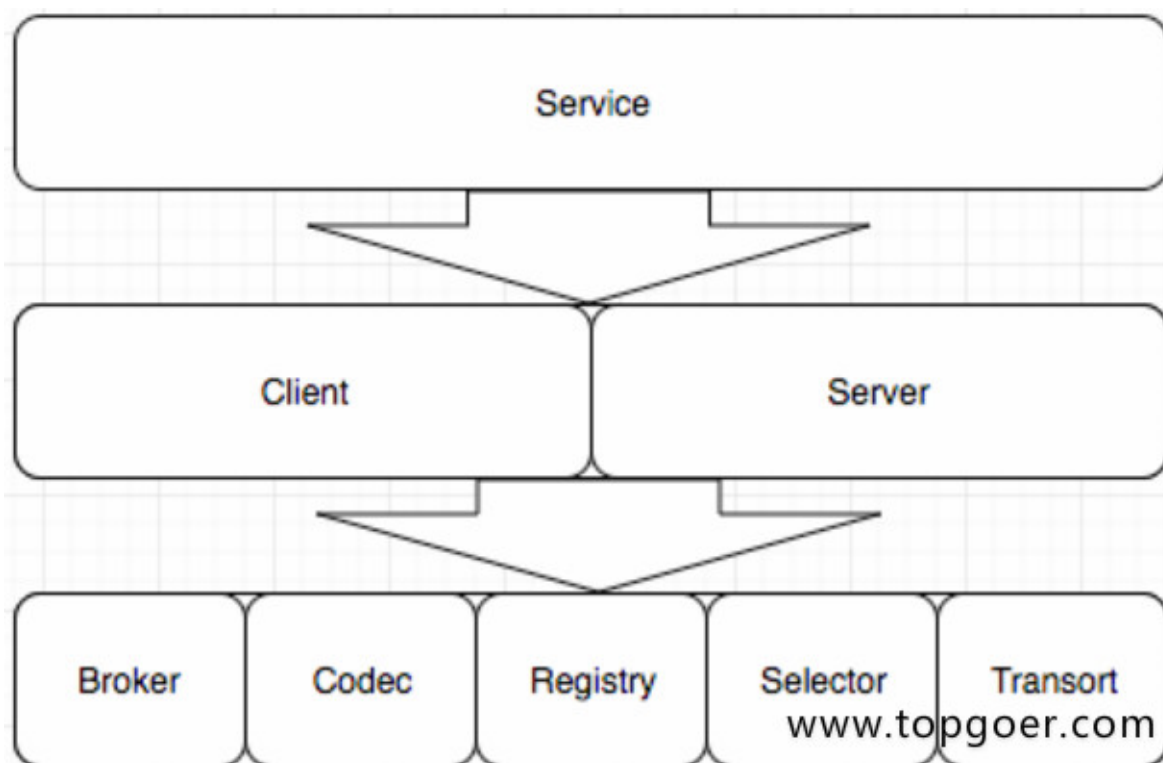 Service
Client
Server
Broker
Codec
Registry
Selector
Transort
www.topgoer.com